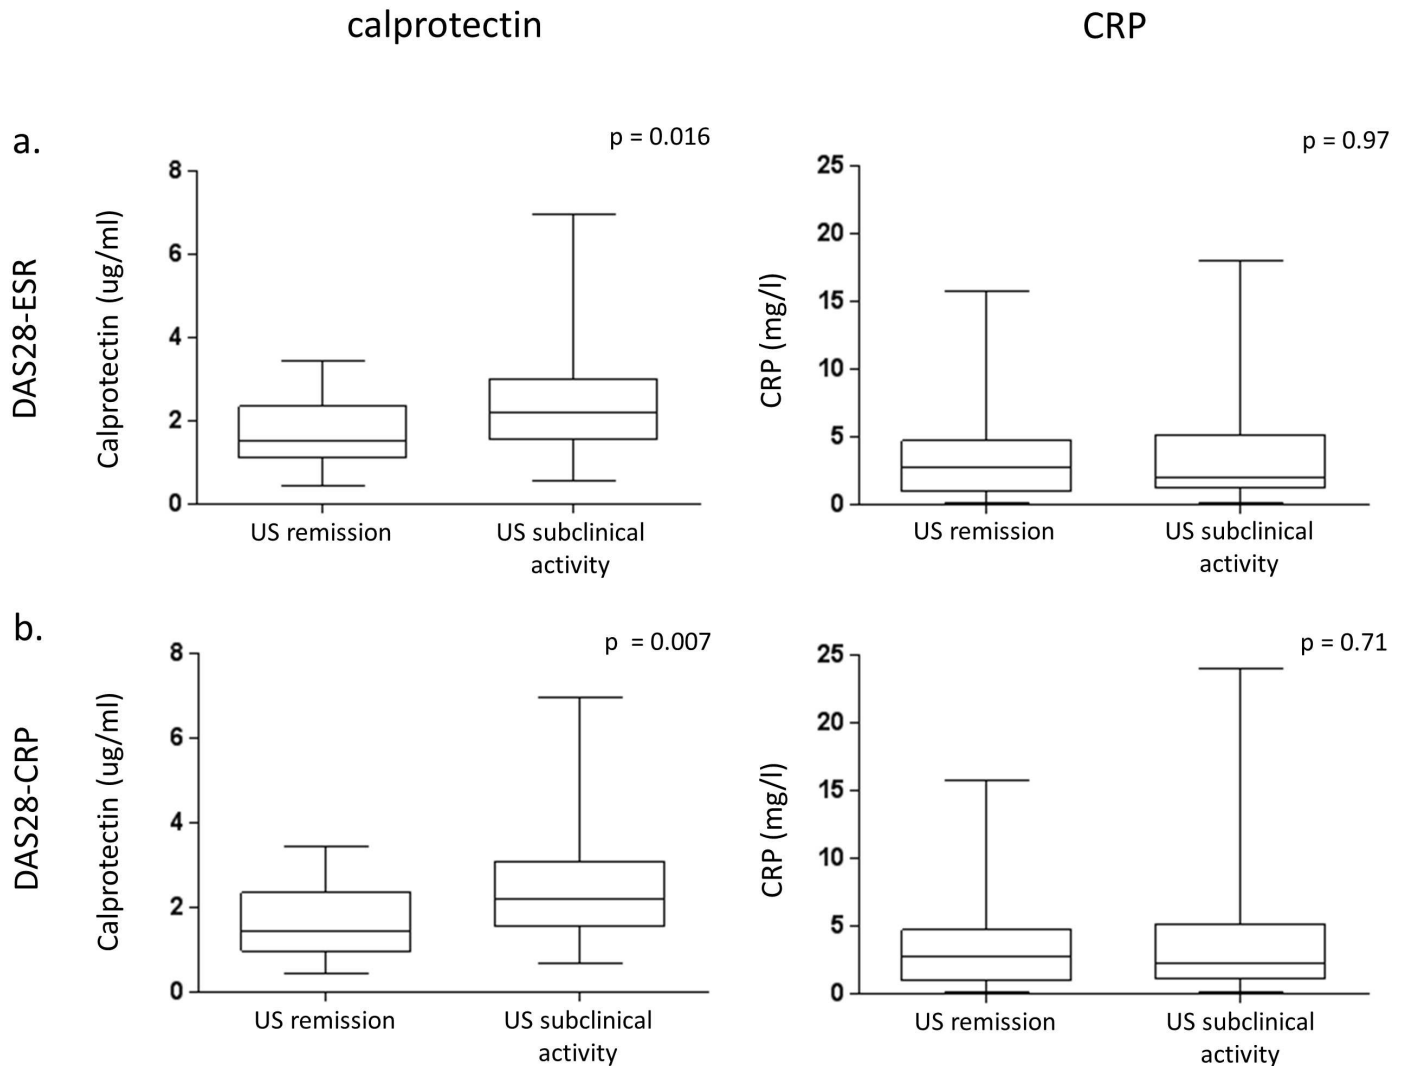 calprotectin
CRP
a.
DAS28-ESR
p = 0.016
Calprotectin (ug/ml)
8
6
4
2
0
US remission
US subclinical
activity
p = 0.97
CRP (mg/l)
25
20
15
10
5
0
US remission
US subclinical
activity
b.
DAS28-CRP
p = 0.007
Calprotectin (ug/ml)
8
6
4
2
0
US remission
US subclinical
activity
p = 0.71
CRP (mg/l)
25
20
15
10
5
0
US remission
US subclinical
activity